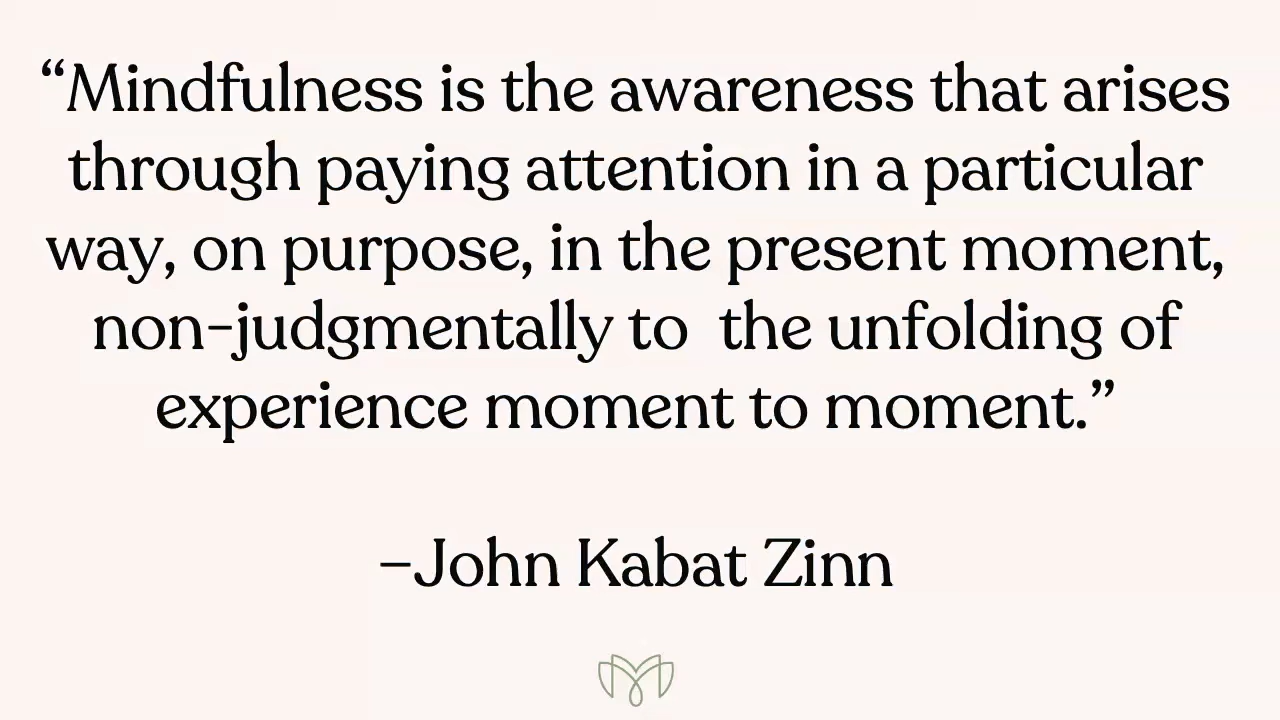 “Mindfulness is the awareness that arises
through paying attention in a particular
way, on purpose, in the present moment,
non-judgmentally to  the unfolding of
experience moment to moment.”
–John Kabat Zinn